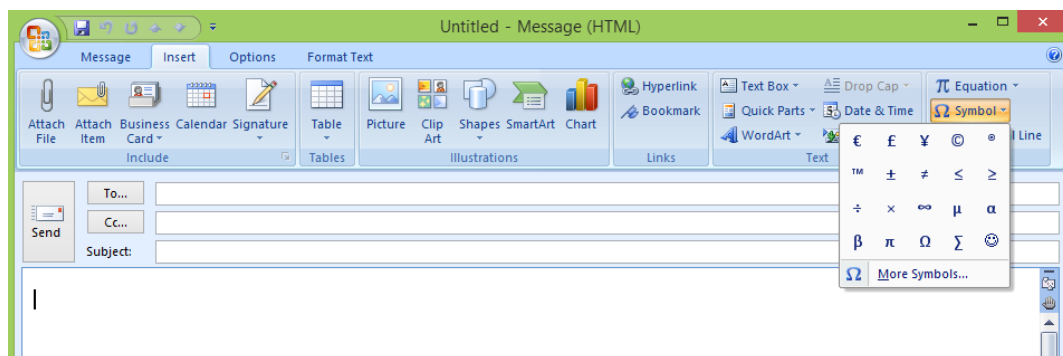 Untitled - Message (HTML)
Message Insert Options Format Text
Attach File
Attach Item
Business Card
Calendar
Signature
Include
Table
Tables
Picture
Clip Art
Shapes
SmartArt
Chart
Illustrations
Hyperlink
Bookmark
Links
Text Box
Quick Parts
WordArt
Drop Cap
Date & Time
Text
π Equation
Ω Symbol
l Line
€ £ ¥ © ®
™ ± ≠ ≤ ≥
÷ × ∞ µ α
β π Ω ∑ ☺
Ω More Symbols...
Send
To...
Cc...
Subject: